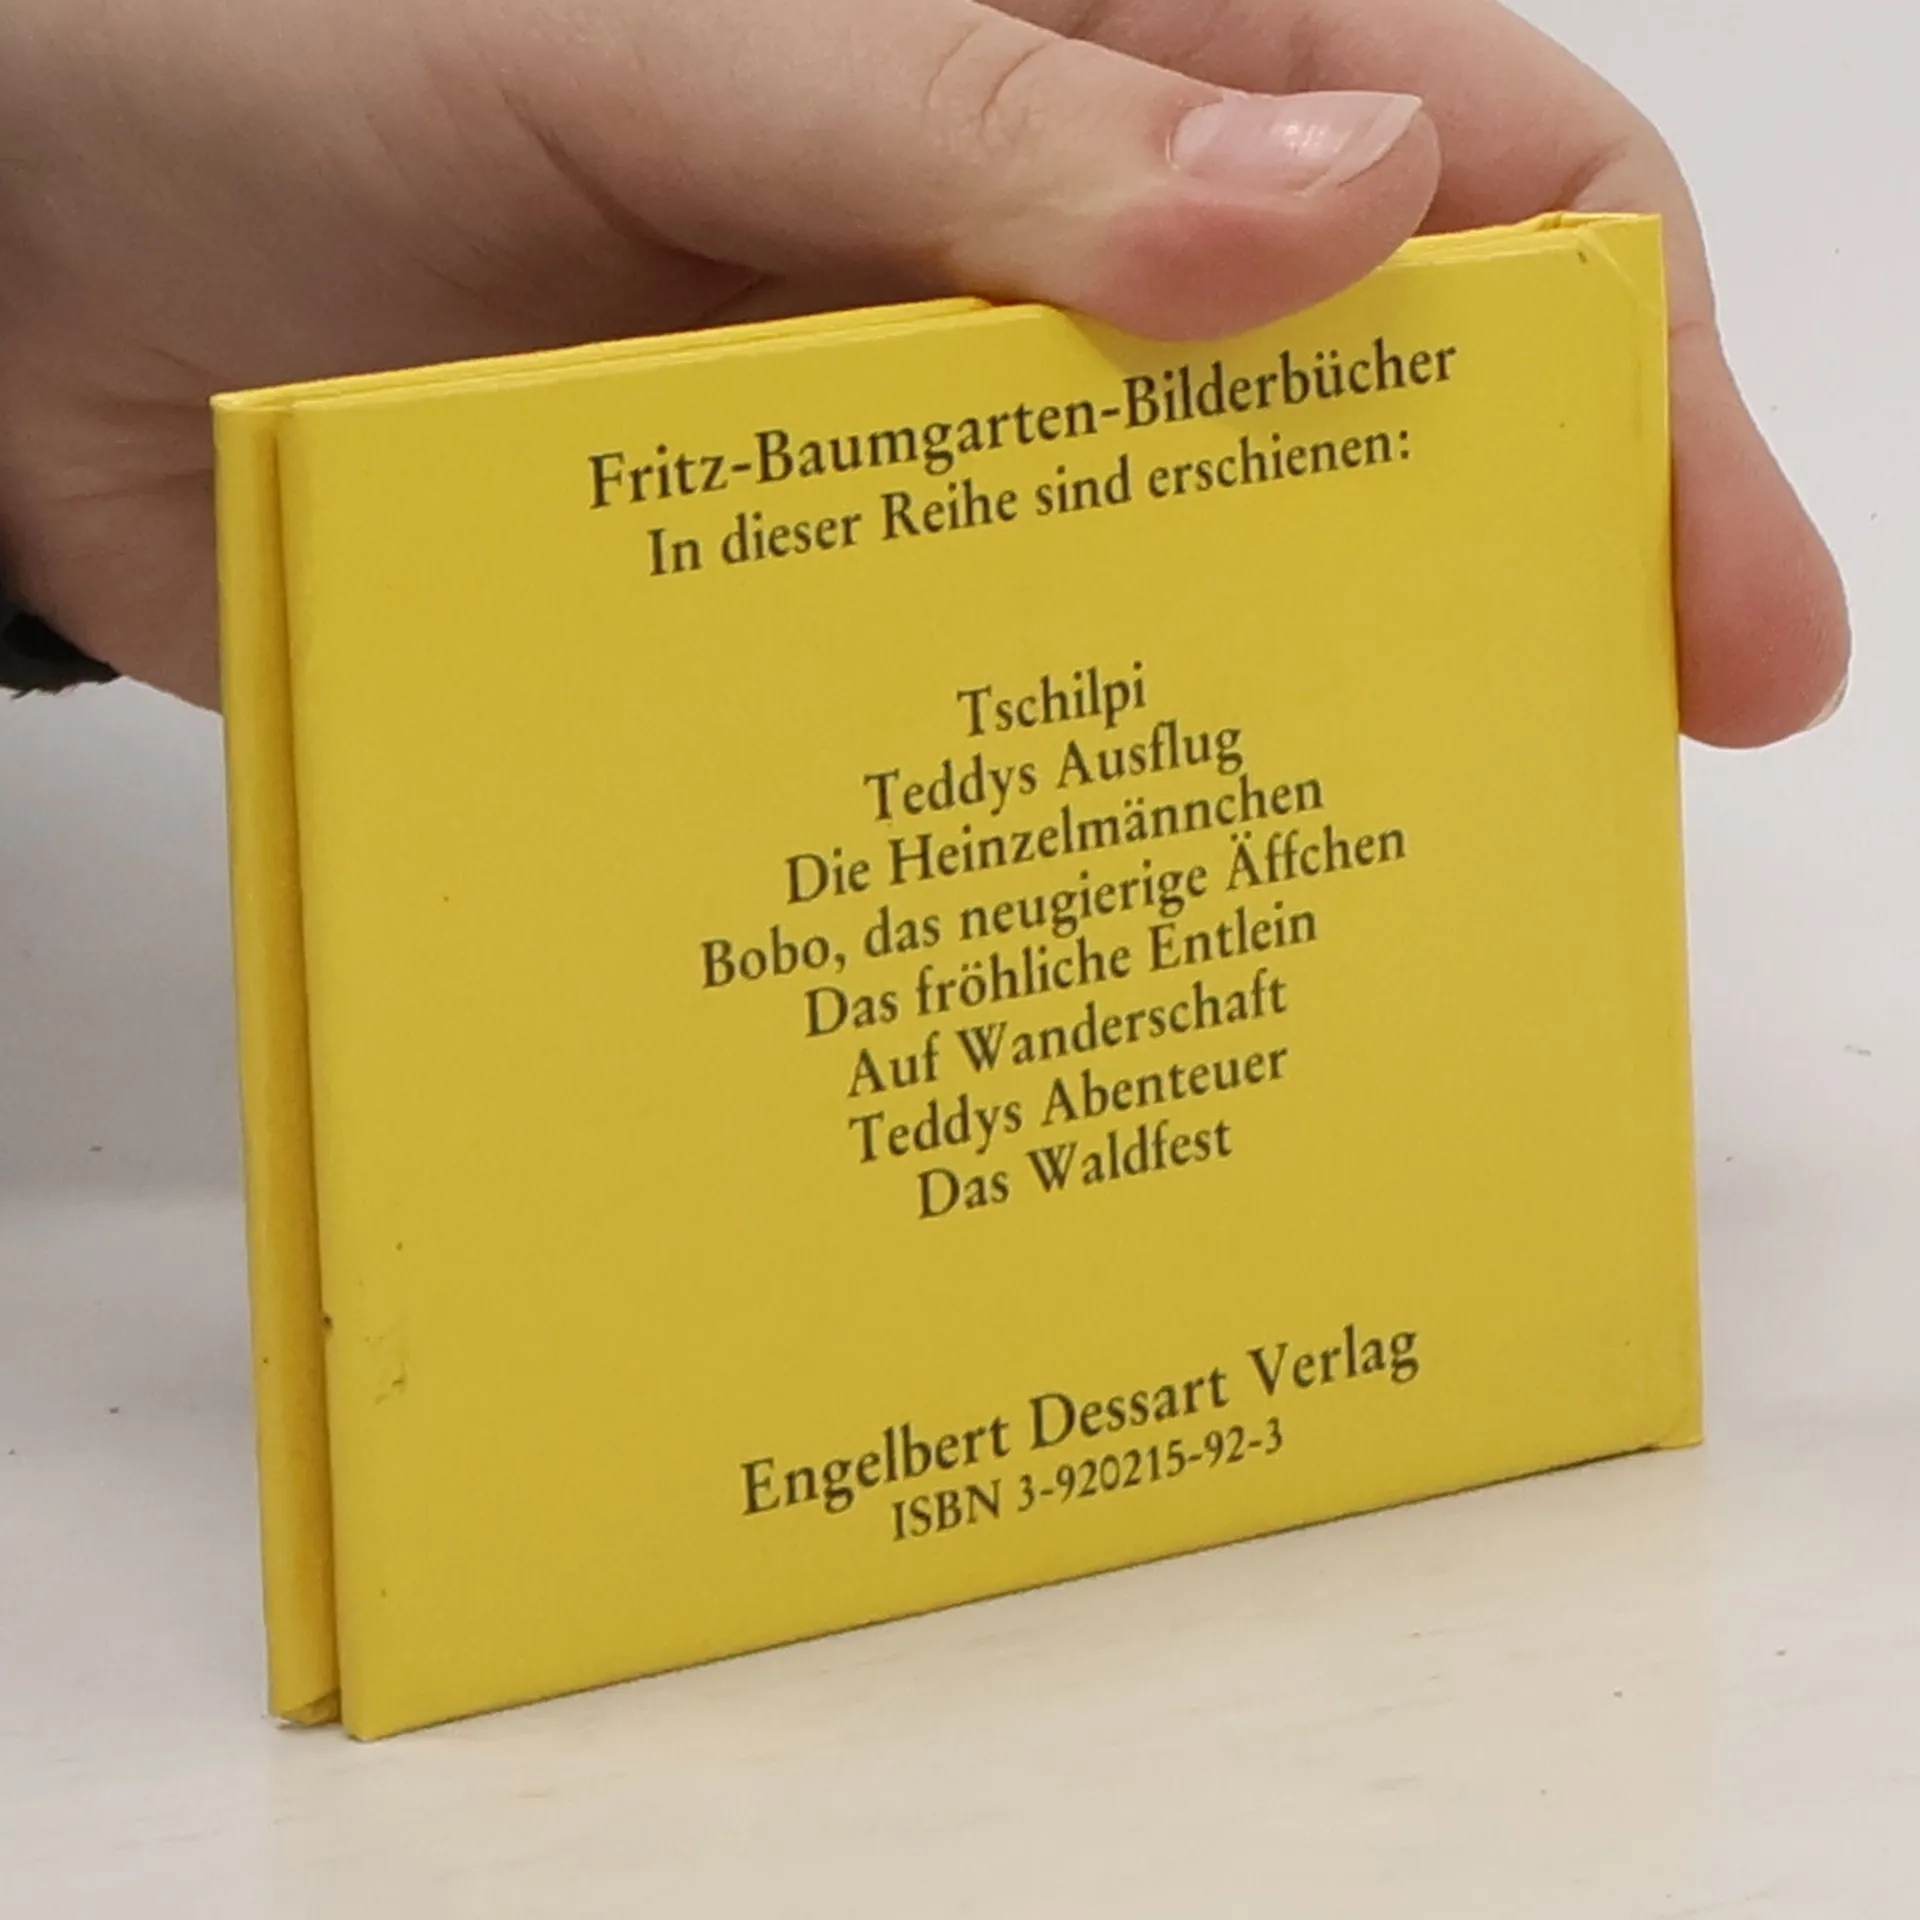 Fritz-Baumgarten-Bilderbücher
In dieser Reihe sind erschienen:
Tschilpi
Teddys Ausflug
Die Heinzelmännchen
Bobo, das neugierige Äffchen
Das fröhliche Entlein
Auf Wanderschaft
Teddys Abenteuer
Das Waldfest
Engelbert Dessart Verlag
ISBN 3-920215-92-3